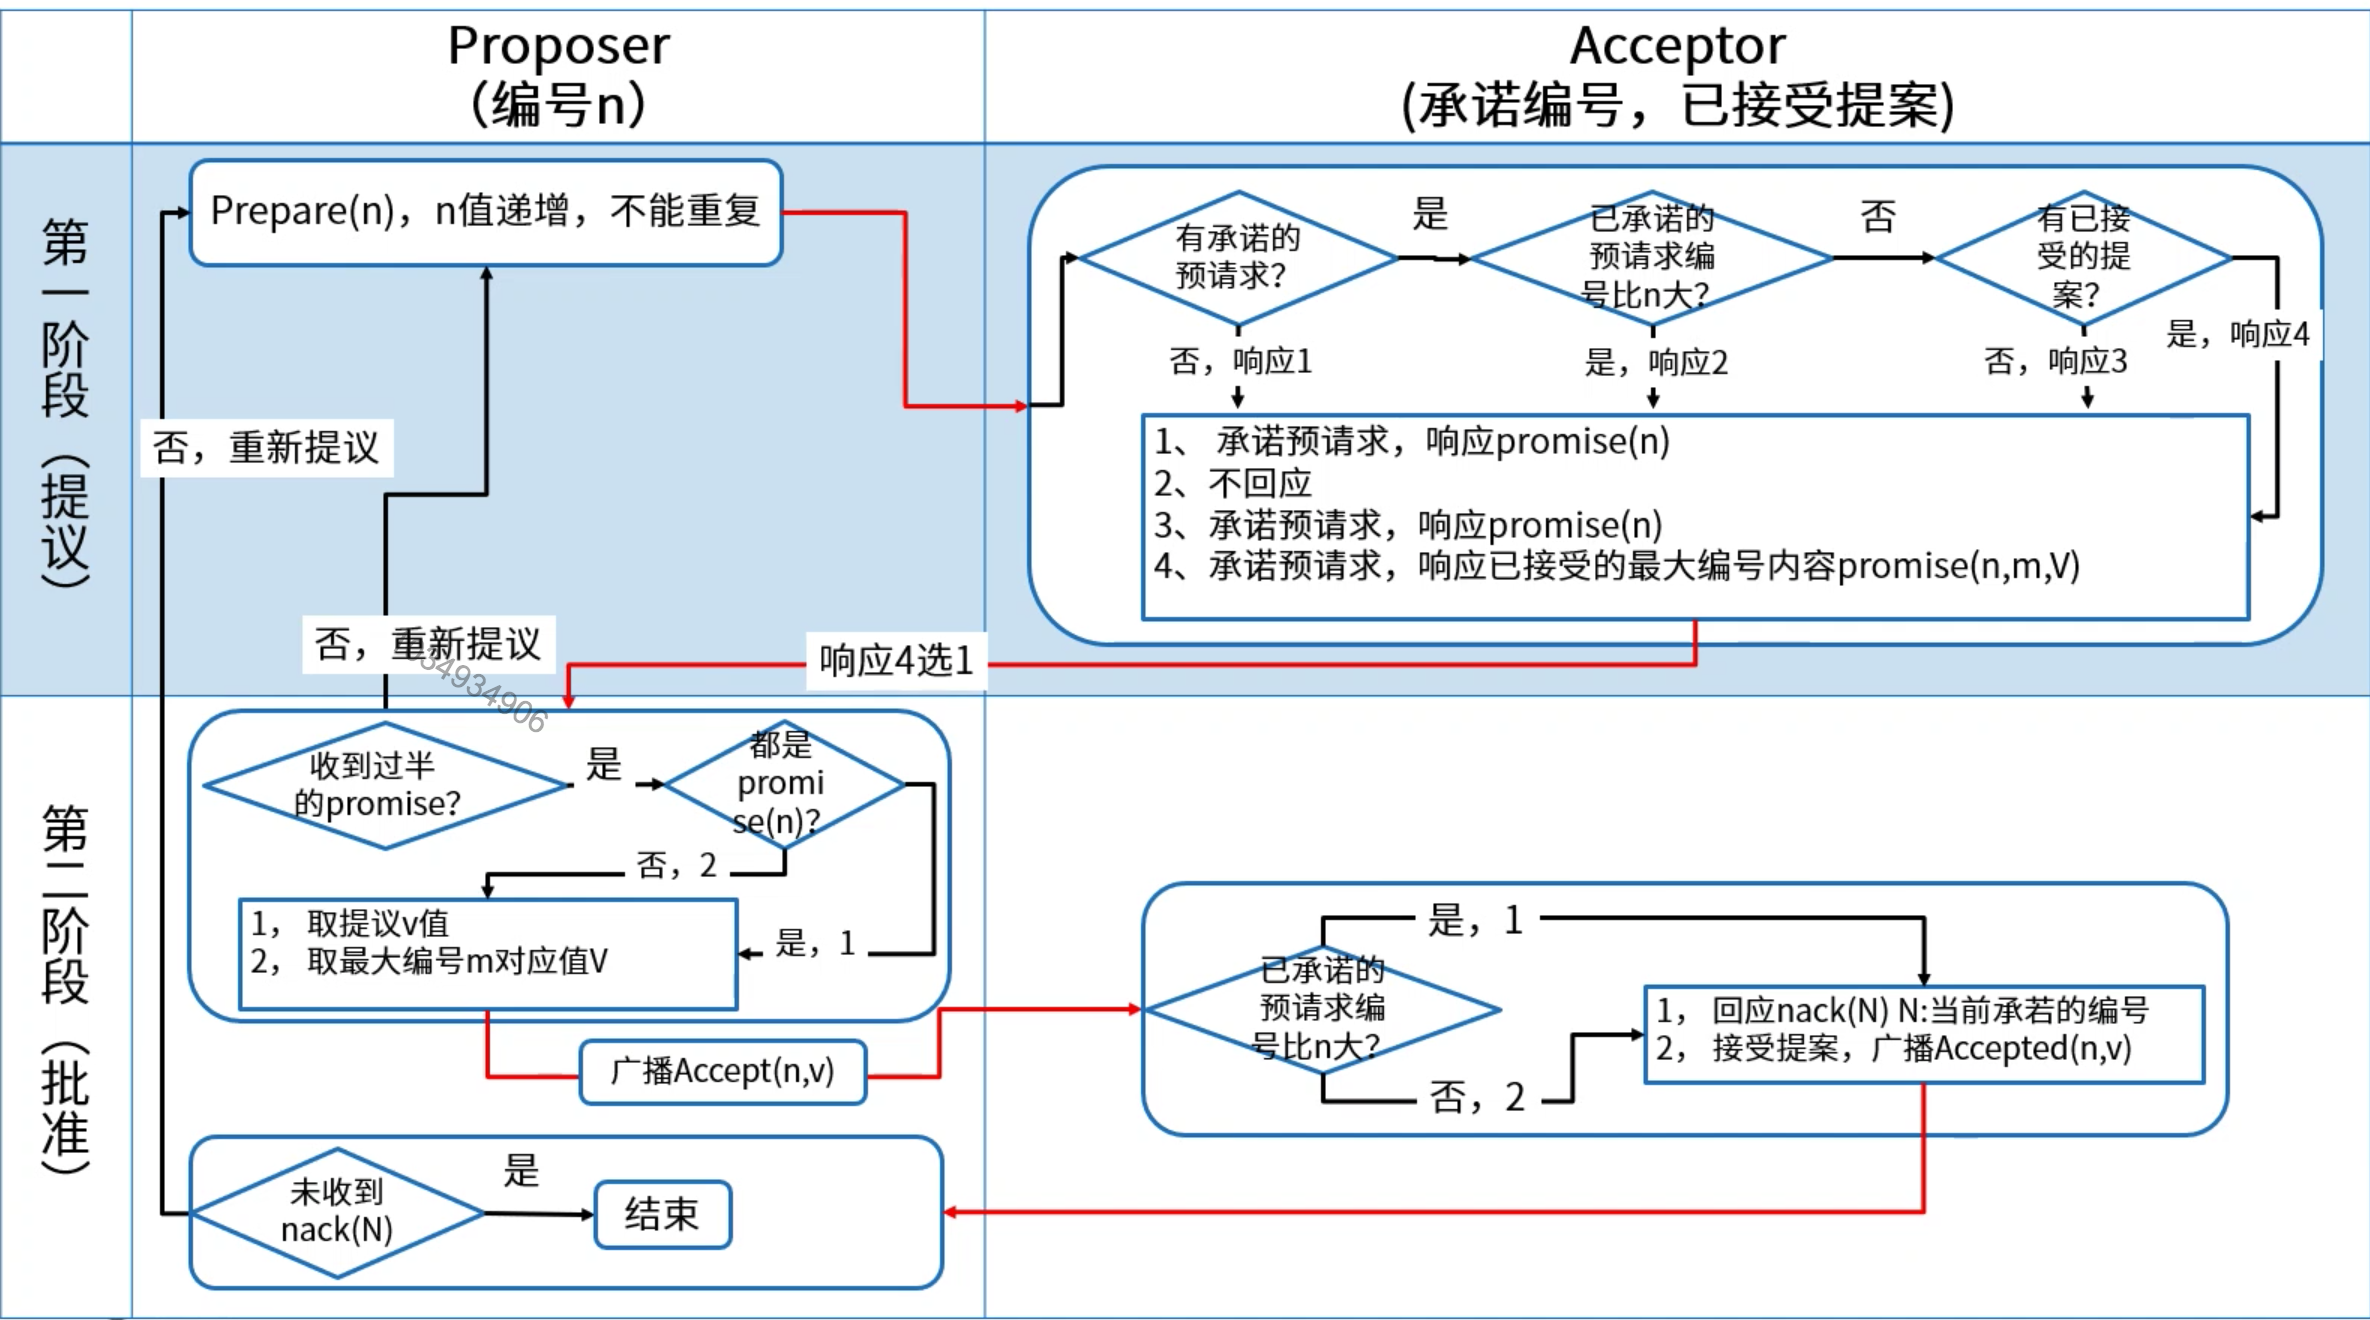 Proposer
（编号n）
Acceptor
(承诺编号，已接受提案)
第一阶段（提议）
Prepare(n)，n值递增，不能重复
有承诺的
预请求？
是
已承诺的
预请求编
号比n大？
否
有已接
受的提
案？
否，响应1
是，响应2
否，响应3
是，响应4
1、 承诺预请求，响应promise(n)
2、不回应
3、承诺预请求，响应promise(n)
4、承诺预请求，响应已接受的最大编号内容promise(n,m,V)
否，重新提议
否，重新提议
响应4选1
第二阶段（批准）
收到过半
的promise？
是
都是
promi
se(n)？
否，2
是，1
1， 取提议v值
2， 取最大编号m对应值V
广播Accept(n,v)
是，1
已承诺的
预请求编
号比n大？
否，2
1， 回应nack(N) N:当前承若的编号
2， 接受提案，广播Accepted(n,v)
未收到
nack(N)
是
结束